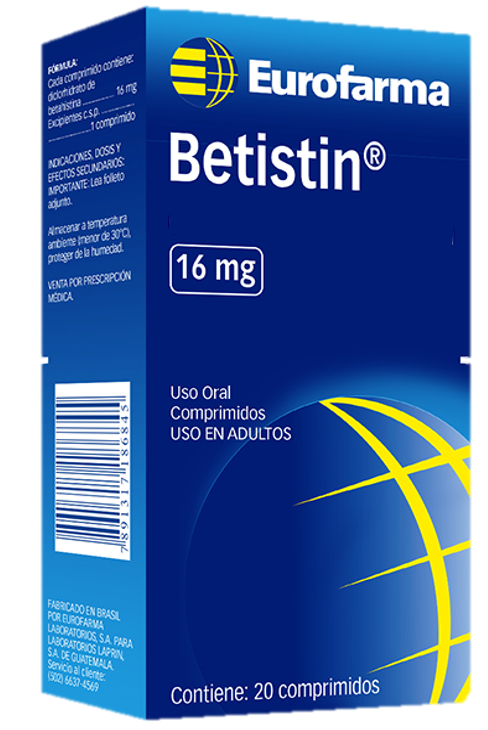 FÓRMULA:
Cada comprimido contiene:
diclorhidrato de
betahistina .............. 16 mg
Excipientes c.s.p. ..........
..............1 comprimido
INDICACIONES, DOSIS Y
EFECTOS SECUNDARIOS:
IMPORTANTE: Lea folleto
adjunto.
Almacenar a temperatura
ambiente (menor de 30°C),
proteger de la humedad.
VENTA POR PRESCRIPCIÓN
MÉDICA.
7891317186845
FABRICADO EN BRASIL
POR EUROFARMA
LABORATORIOS, S.A. PARA
LABORATORIOS LAPRIN,
S.A. DE GUATEMALA.
Servicio al cliente:
(502) 6637-4569
Eurofarma
Betistin®
16 mg
Uso Oral
Comprimidos
USO EN ADULTOS
Contiene: 20 comprimidos